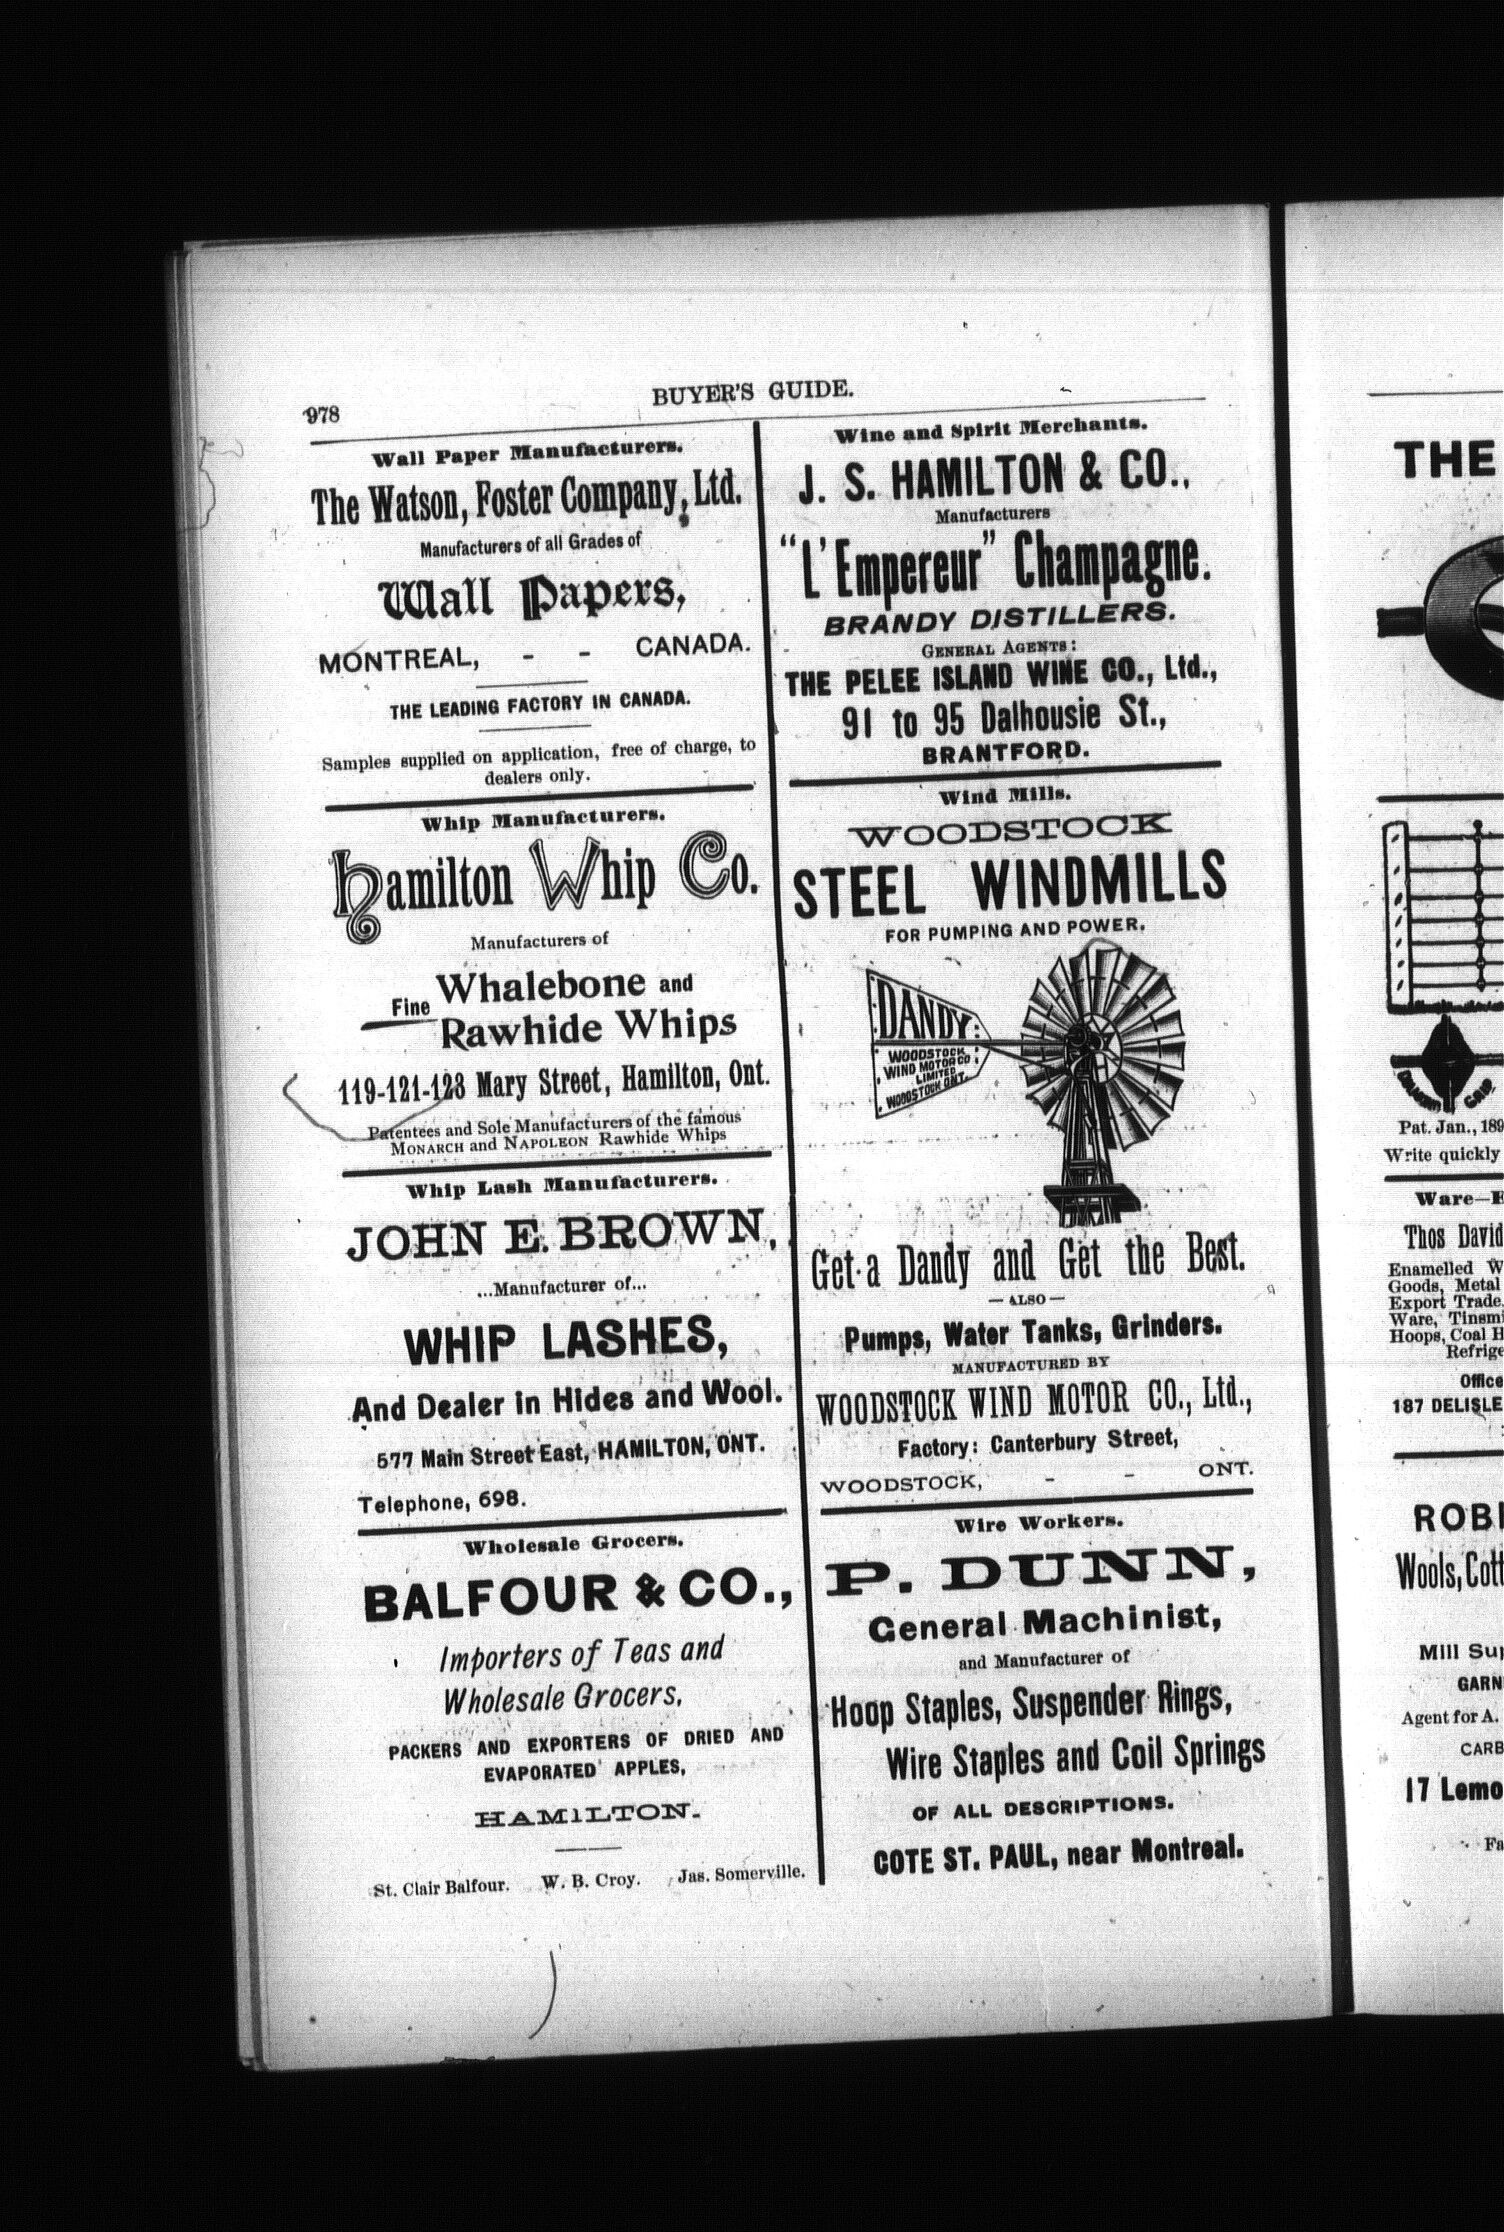 978
BUYER'S GUIDE.
Wall Paper Manufacturers.
The Watson, Foster Company, Ltd.
Manufacturers of all Grades of
Wall Papers,
MONTREAL, - - CANADA.
THE LEADING FACTORY IN CANADA.
Samples supplied on application, free of charge, to
dealers only.
Whip Manufacturers.
Hamilton Whip Co.
Manufacturers of
Fine Whalebone and
Rawhide Whips
119-121-123 Mary Street, Hamilton, Ont.
Patentees and Sole Manufacturers of the famous
MONARCH and NAPOLEON Rawhide Whips
Whip Lash Manufacturers.
JOHN E. BROWN,
...Manufacturer of...
WHIP LASHES,
And Dealer in Hides and Wool.
577 Main Street East, HAMILTON, ONT.
Telephone, 698.
Wholesale Grocers.
BALFOUR & CO.,
Importers of Teas and
Wholesale Grocers,
PACKERS AND EXPORTERS OF DRIED AND
EVAPORATED APPLES,
HAMILTON.
St. Clair Balfour. W. B. Croy. Jas. Somerville.
Wine and Spirit Merchants.
J. S. HAMILTON & CO.,
Manufacturers
"L'Empereur" Champagne.
BRANDY DISTILLERS.
GENERAL AGENTS:
THE PELEE ISLAND WINE CO., Ltd.,
91 to 95 Dalhousie St.,
BRANTFORD.
Wind Mills.
WOODSTOCK
STEEL WINDMILLS
FOR PUMPING AND POWER.
DANDY
WOODSTOCK
WIND MOTOR CO
LIMITED
WOODSTOCK ONT.
Get a Dandy and Get the Best.
— ALSO —
Pumps, Water Tanks, Grinders.
MANUFACTURED BY
WOODSTOCK WIND MOTOR CO., Ltd.,
Factory: Canterbury Street,
WOODSTOCK, - - ONT.
Wire Workers.
P. DUNN,
General Machinist,
and Manufacturer of
Hoop Staples, Suspender Rings,
Wire Staples and Coil Springs
OF ALL DESCRIPTIONS.
COTE ST. PAUL, near Montreal.
THE
Pat. Jan., 189
Write quickly
Ware—
Thos David
Enamelled W
Goods, Metal
Export Trade
Ware, Tinsmi
Hoops, Coal H
Refrige
Office
187 DELISLE
ROBI
Wools, Cott
Mill Sup
GARN
Agent for A.
CARB
17 Lemo
Fa